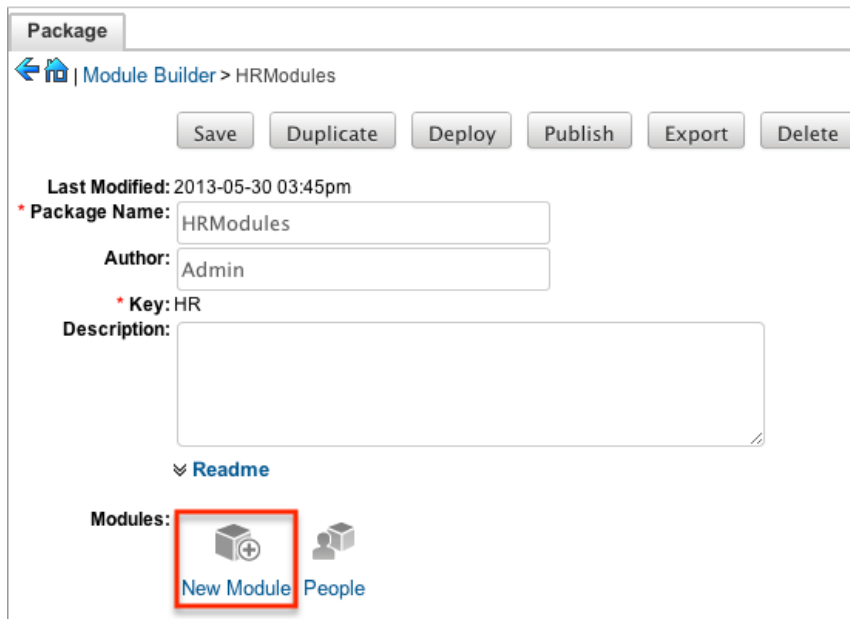 Package
| Module Builder > HRModules
Save Duplicate Deploy Publish Export Delete
Last Modified: 2013-05-30 03:45pm
* Package Name: HRModules
Author: Admin
* Key: HR
Description:
Readme
Modules:
New Module People